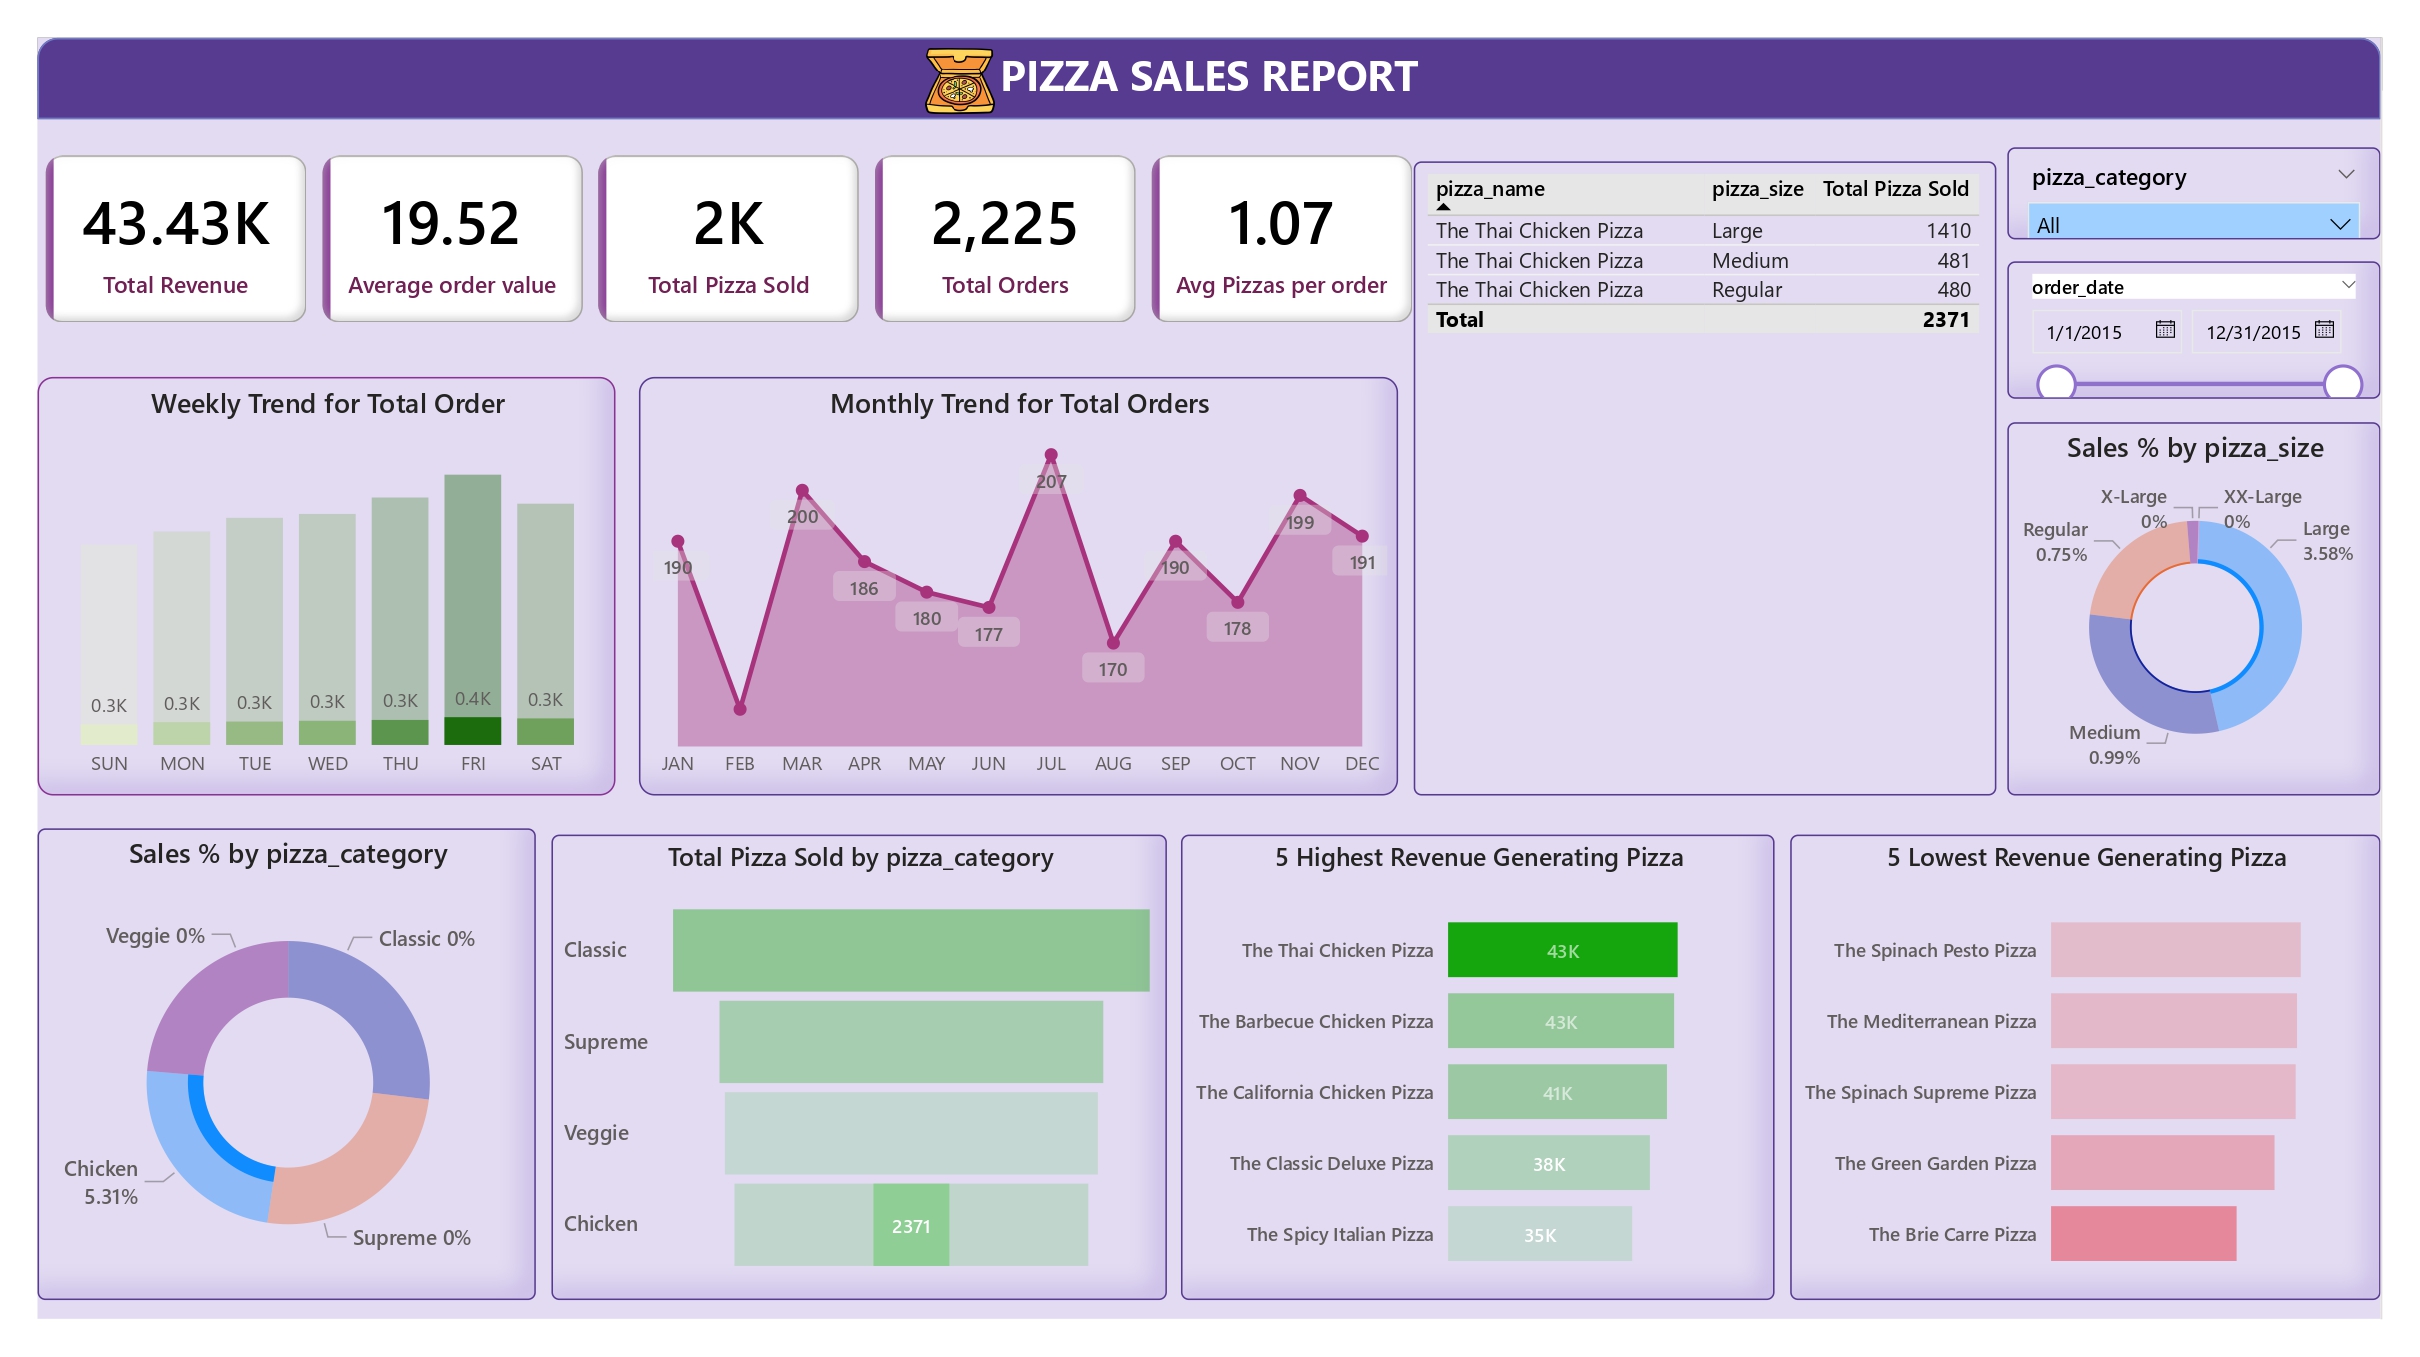 PIZZA SALES REPORT
43.43K
Total Revenue
19.52
Average order value
2K
Total Pizza Sold
2,225
Total Orders
1.07
Avg Pizzas per order
pizza_name pizza_size Total Pizza Sold
The Thai Chicken Pizza Large 1410
The Thai Chicken Pizza Medium 481
The Thai Chicken Pizza Regular 480
Total 2371
pizza_category
All
order_date
1/1/2015 12/31/2015
Weekly Trend for Total Order
0.3K 0.3K 0.3K 0.3K 0.3K 0.4K 0.3K
SUN MON TUE WED THU FRI SAT
Monthly Trend for Total Orders
190 200 186 180 177 207 170 190 178 199 191
JAN FEB MAR APR MAY JUN JUL AUG SEP OCT NOV DEC
Sales % by pizza_size
X-Large
0%
XX-Large
0%
Regular
0.75%
Large
3.58%
Medium
0.99%
Sales % by pizza_category
Veggie 0%
Classic 0%
Chicken
5.31%
Supreme 0%
Total Pizza Sold by pizza_category
Classic
Supreme
Veggie
Chicken 2371
5 Highest Revenue Generating Pizza
The Thai Chicken Pizza 43K
The Barbecue Chicken Pizza 43K
The California Chicken Pizza 41K
The Classic Deluxe Pizza 38K
The Spicy Italian Pizza 35K
5 Lowest Revenue Generating Pizza
The Spinach Pesto Pizza
The Mediterranean Pizza
The Spinach Supreme Pizza
The Green Garden Pizza
The Brie Carre Pizza